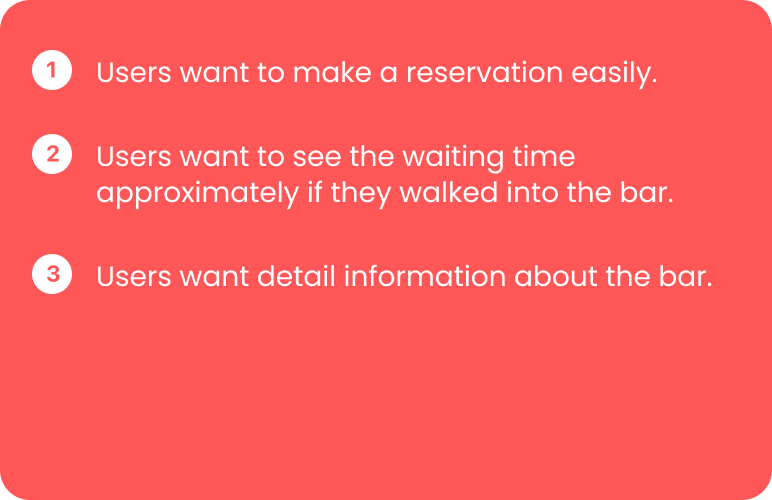 1 Users want to make a reservation easily.
2 Users want to see the waiting time
approximately if they walked into the bar.
3 Users want detail information about the bar.